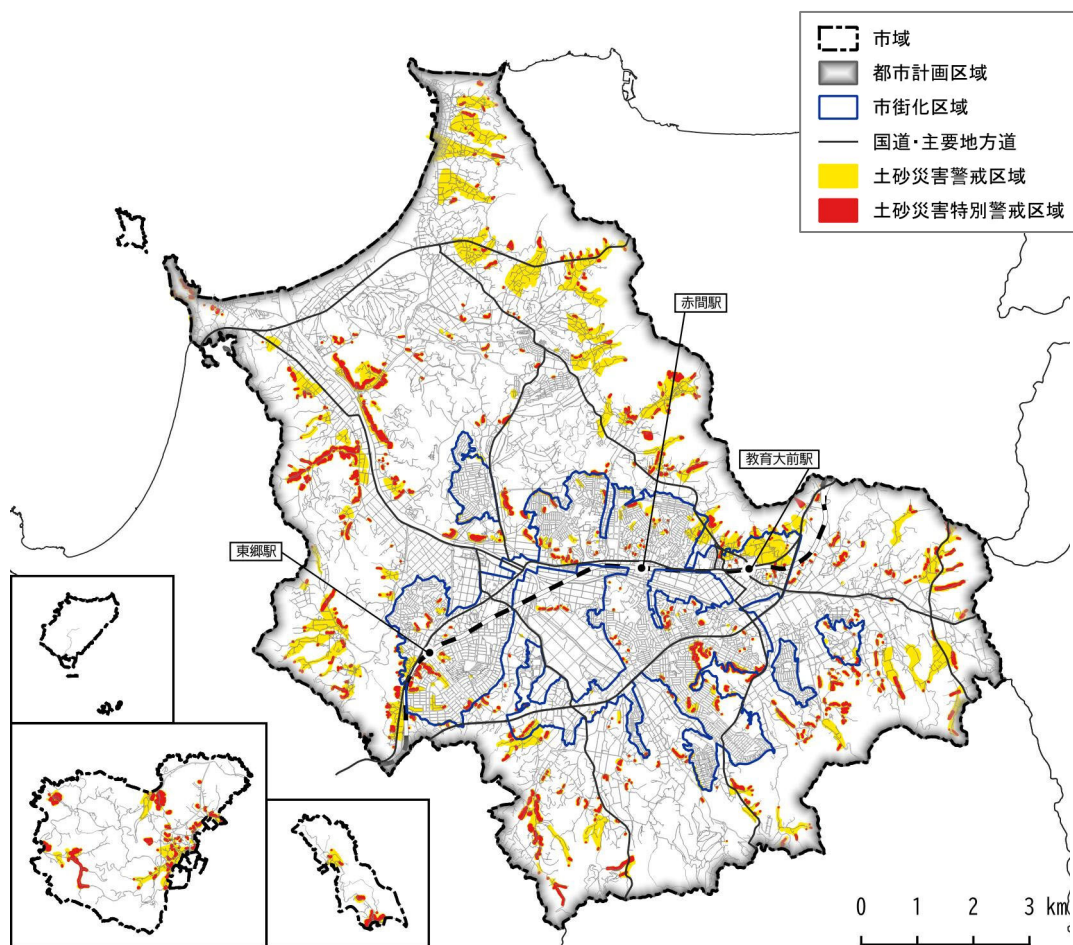 市域
都市計画区域
市街化区域
国道・主要地方道
土砂災害警戒区域
土砂災害特別警戒区域
赤間駅
教育大前駅
東郷駅
0 1 2 3 km